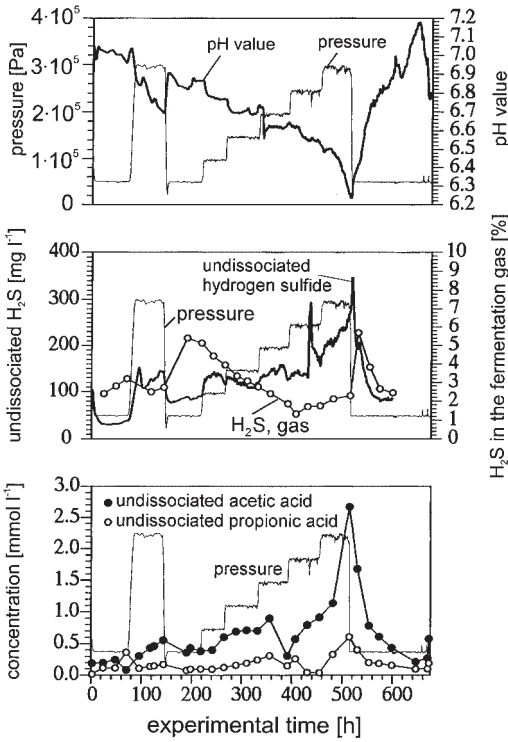 4·10⁵
3·10⁵
2·10⁵
1·10⁵
0
pressure [Pa]
pH value
pressure
7.2
7.1
7.0
6.9
6.8
6.7
6.6
6.5
6.4
6.3
6.2
pH value
400
300
200
100
0
undissociated H₂S [mg l⁻¹]
undissociated
hydrogen sulfide
pressure
H₂S, gas
10
9
8
7
6
5
4
3
2
1
0
H₂S in the fermentation gas [%]
3.0
2.5
2.0
1.5
1.0
0.5
0.0
concentration [mmol l⁻¹]
undissociated acetic acid
undissociated propionic acid
pressure
0 100 200 300 400 500 600
experimental time [h]